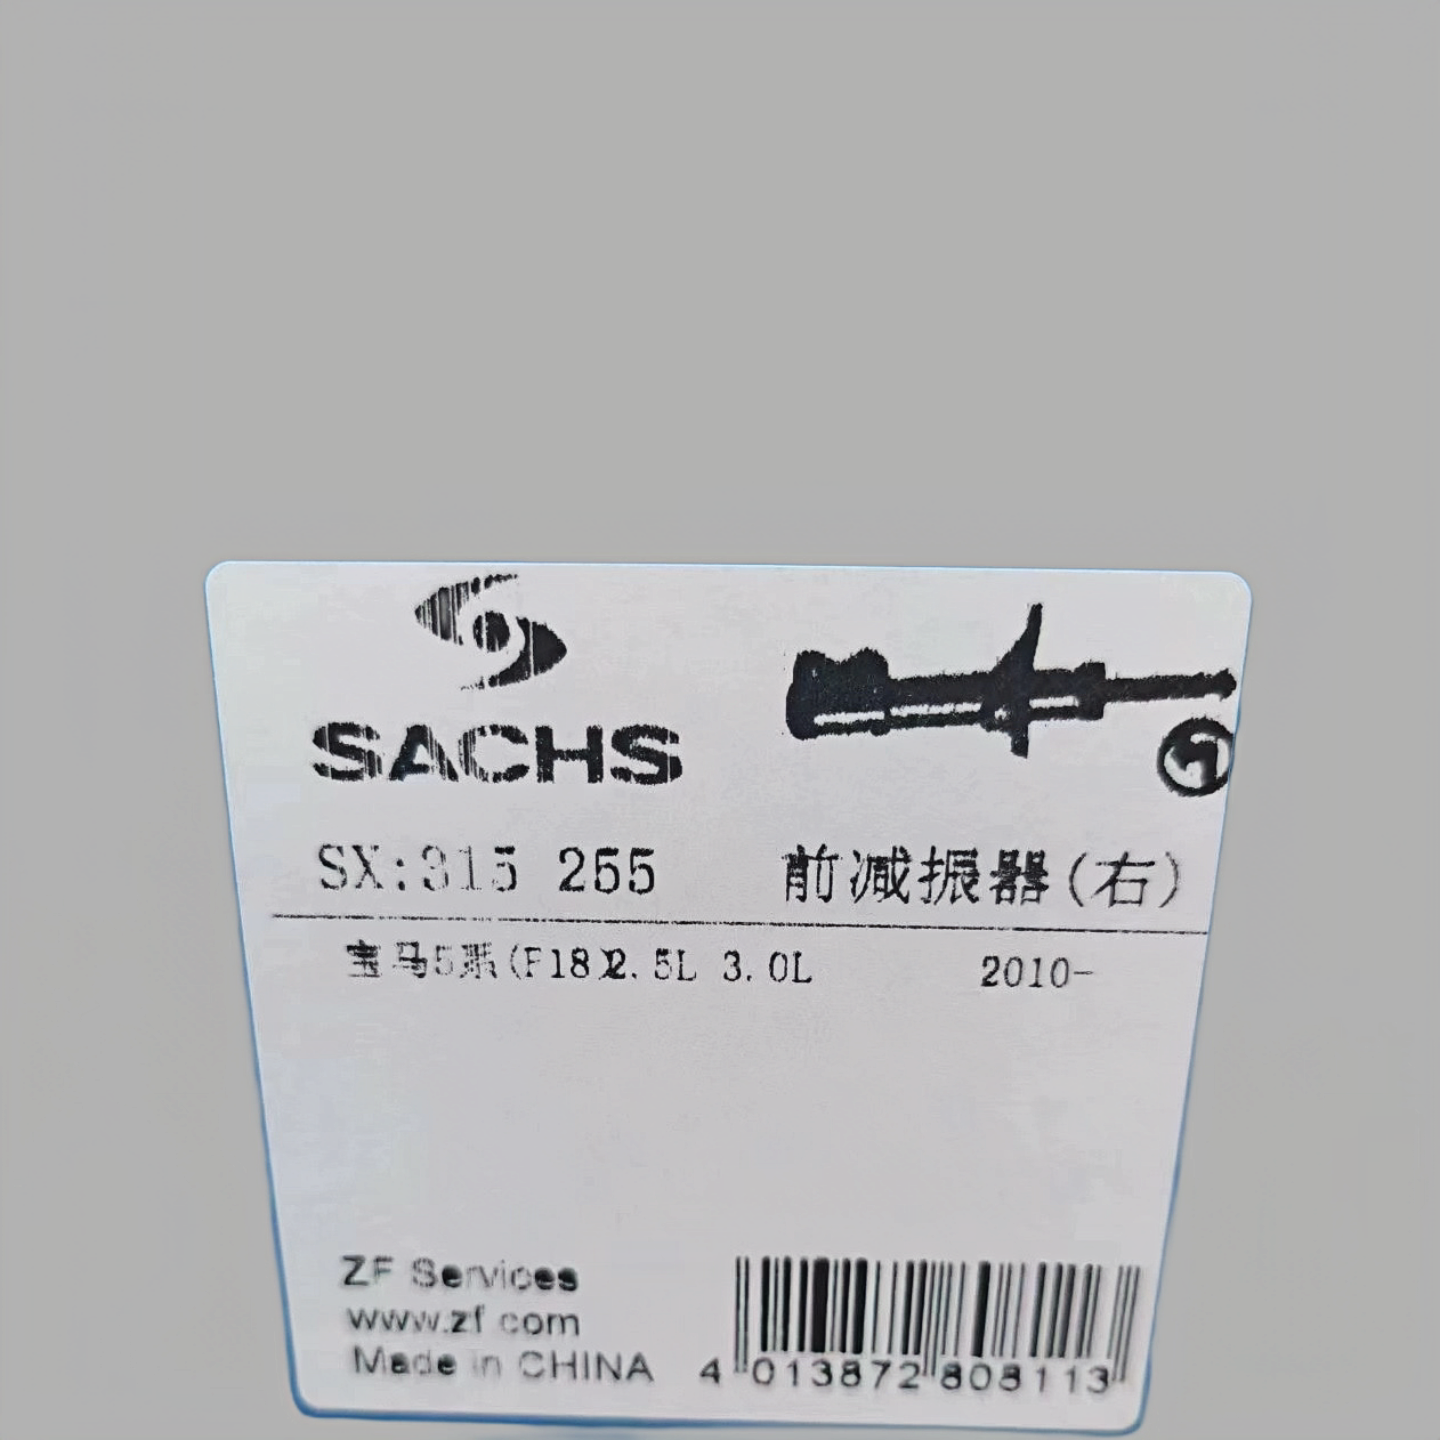 SACHS
SX:315 255
前减振器(右)
宝马5系(F18)2.5L 3.0L
2010-
ZF Services
www.zf.com
Made in CHINA
4 013872 808113